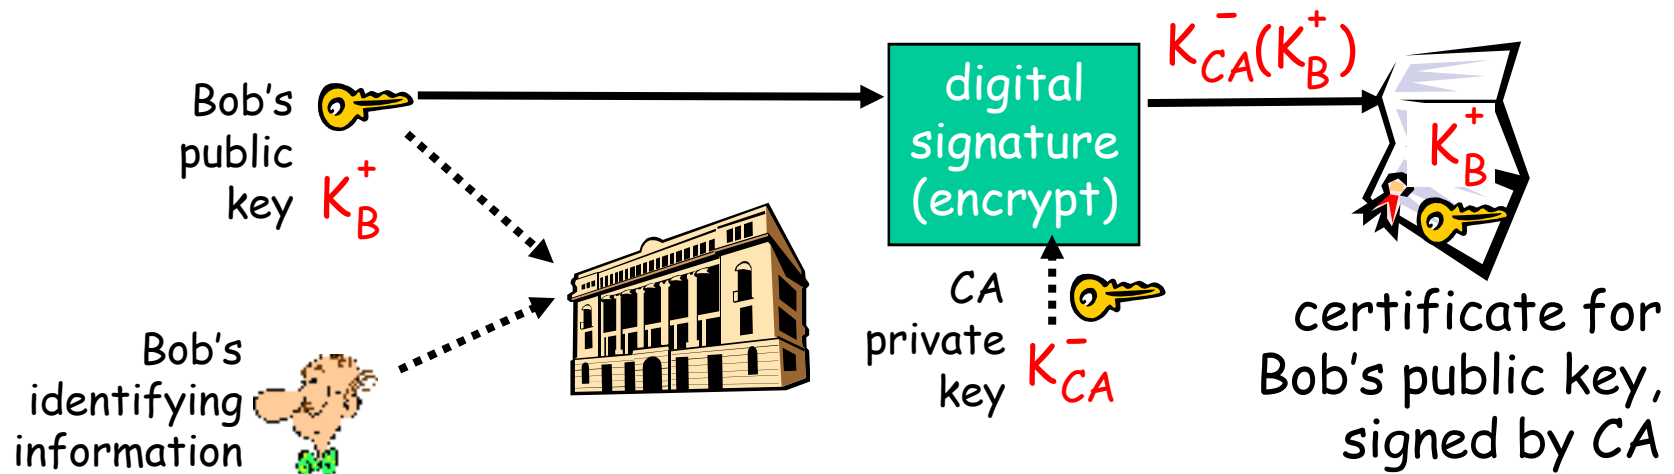 Bob's
public
key
K+B
Bob's
identifying
information
digital
signature
(encrypt)
CA
private
key
K-CA
K-CA(K+B)
K+B
certificate for
Bob's public key,
signed by CA